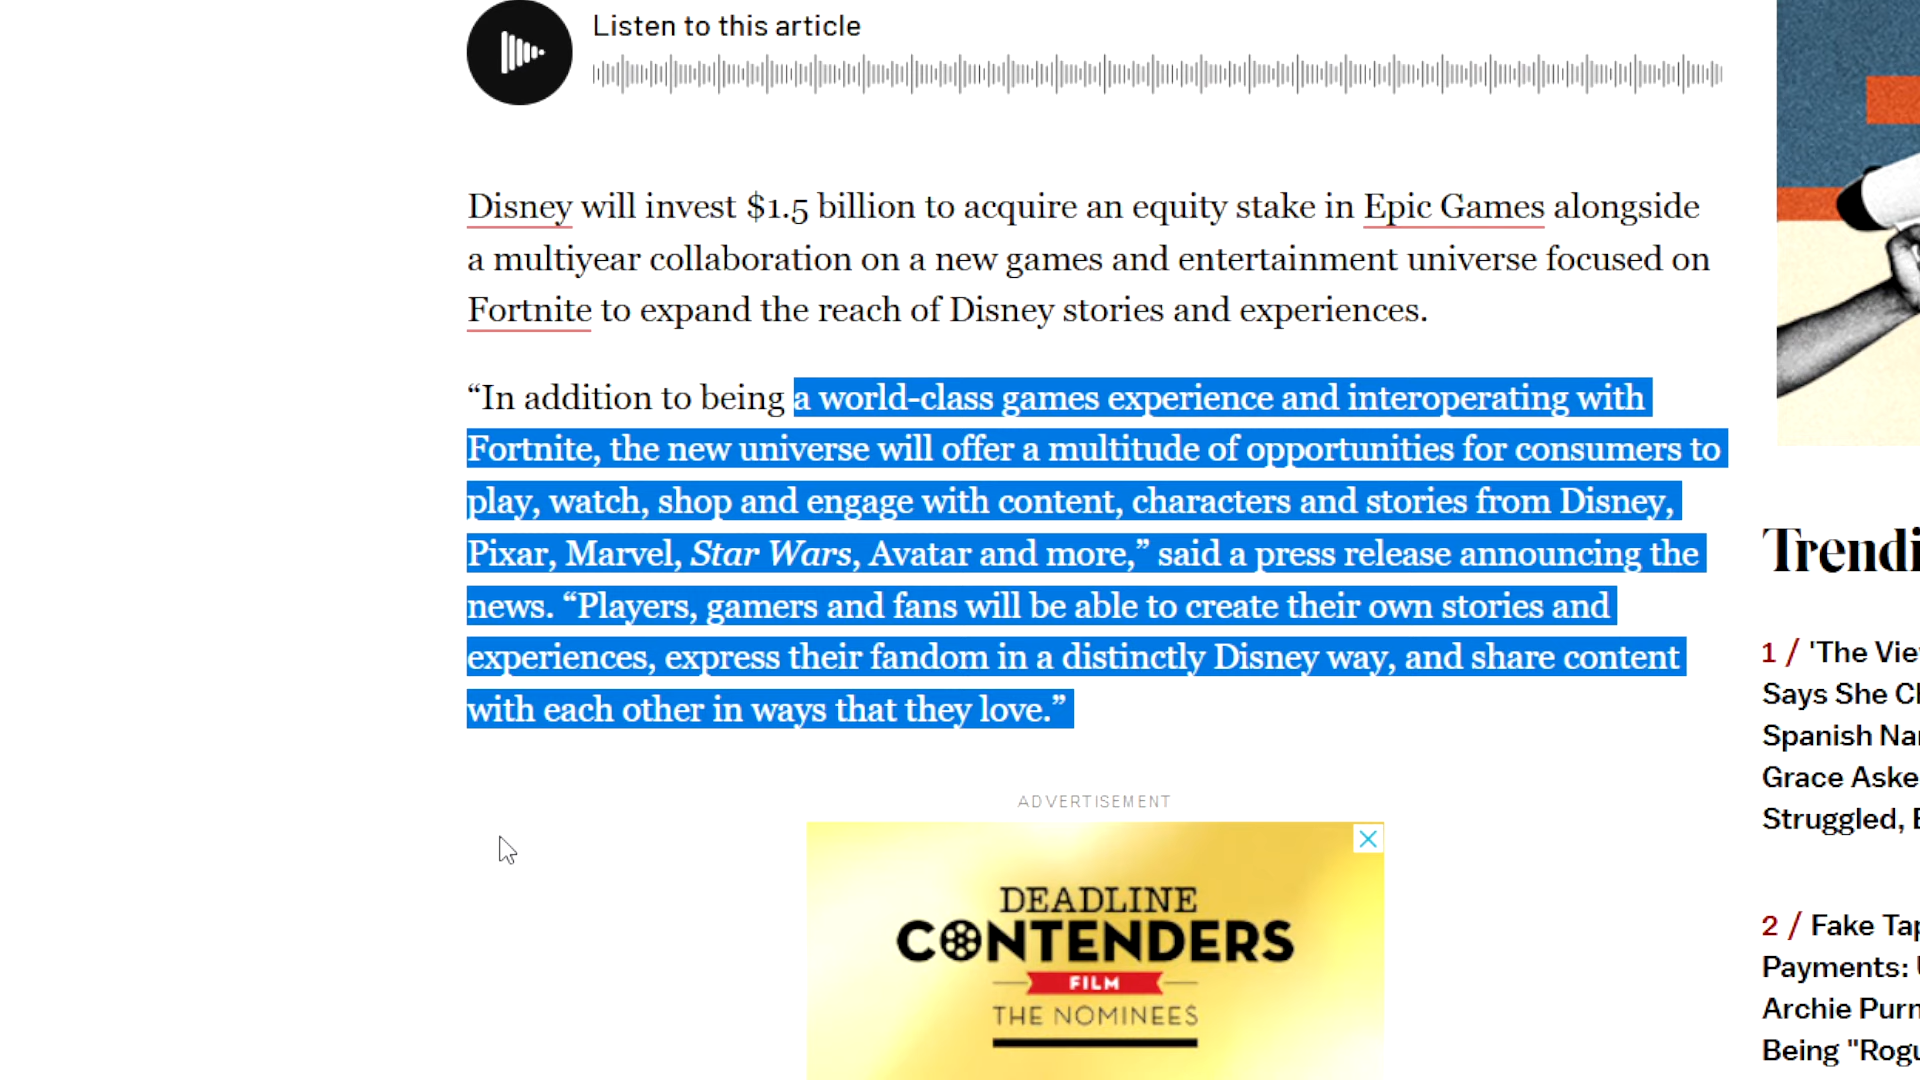 Listen to this article
Disney will invest $1.5 billion to acquire an equity stake in Epic Games alongside
a multiyear collaboration on a new games and entertainment universe focused on
Fortnite to expand the reach of Disney stories and experiences.
“In addition to being a world-class games experience and interoperating with
Fortnite, the new universe will offer a multitude of opportunities for consumers to
play, watch, shop and engage with content, characters and stories from Disney,
Pixar, Marvel, Star Wars, Avatar and more,” said a press release announcing the
news. “Players, gamers and fans will be able to create their own stories and
experiences, express their fandom in a distinctly Disney way, and share content
with each other in ways that they love.”
ADVERTISEMENT
DEADLINE
CONTENDERS
FILM
THE NOMINEES
Trendi
1 / 'The Vie
Says She C
Spanish Na
Grace Aske
Struggled,
2 / Fake Ta
Payments:
Archie Pur
Being "Rog